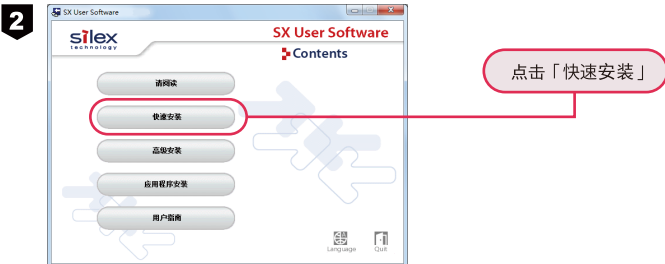 2
SX User Software
silex
technology
SX User Software
Contents
请阅读
快速安装
点击「快速安装」
高级安装
应用程序安装
用户指南
Language
Quit